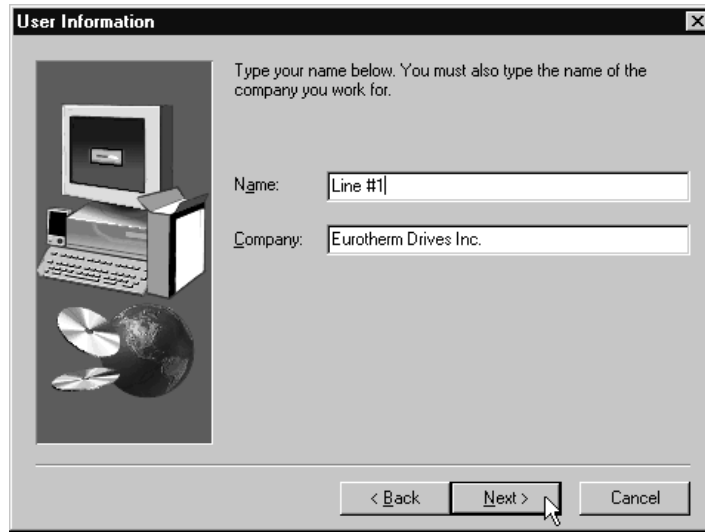 User Information
Type your name below. You must also type the name of the
company you work for.
Name: Line #1
Company: Eurotherm Drives Inc.
< Back Next > Cancel